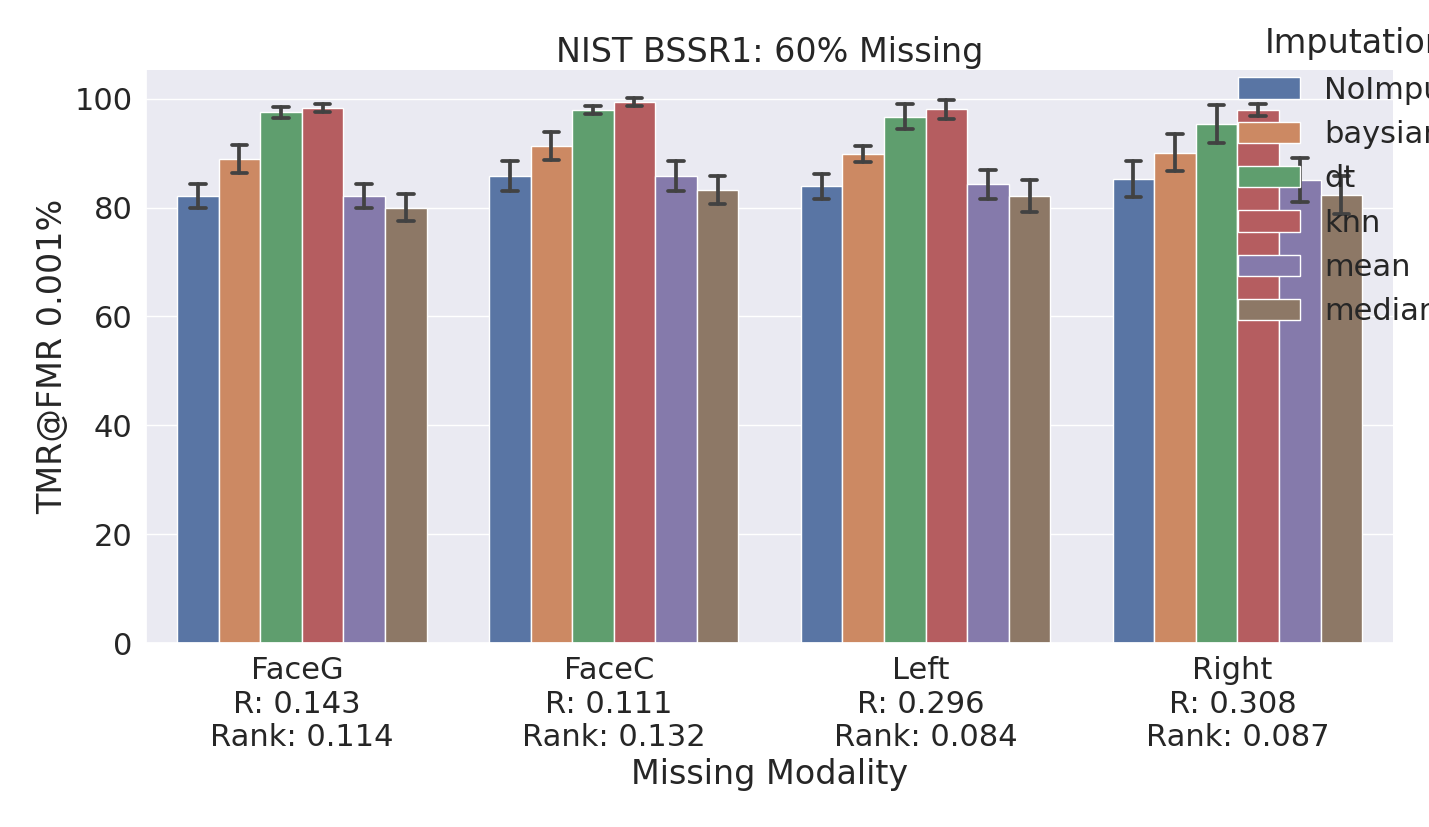 NIST BSSR1: 60% Missing
Imputation
NoImpu
baysian
dt
knn
mean
median
TMR@FMR 0.001%
100
80
60
40
20
0
FaceG
R: 0.143
Rank: 0.114
FaceC
R: 0.111
Rank: 0.132
Left
R: 0.296
Rank: 0.084
Right
R: 0.308
Rank: 0.087
Missing Modality